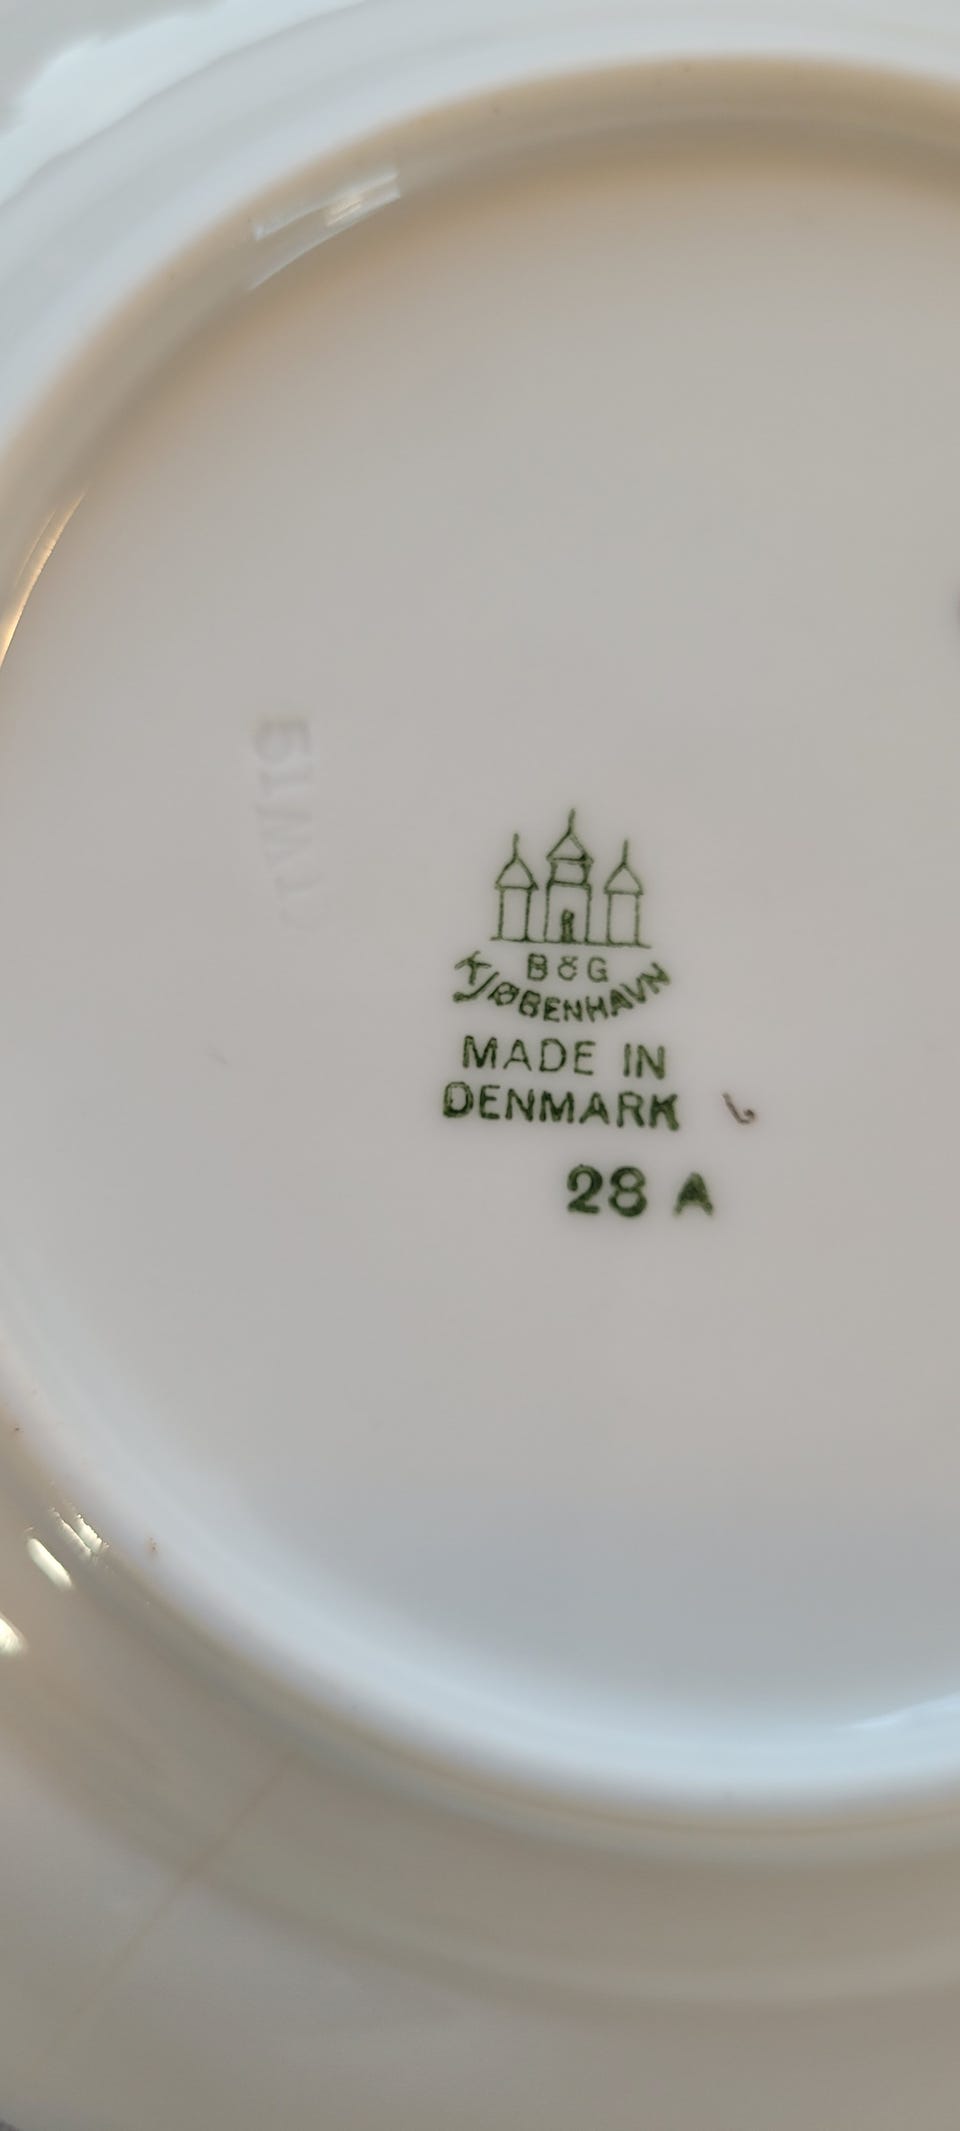 B&G
KJØBENHAVN
MADE IN
DENMARK
28 A